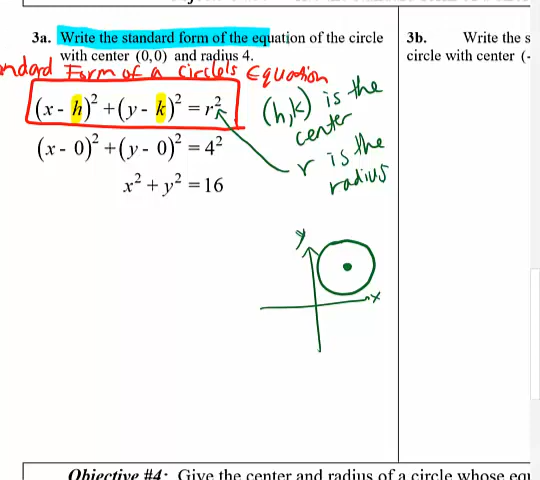 3a. Write the standard form of the equation of the circle
with center (0,0) and radius 4.
Form of a Circle's Equation
(x - h)² + (y - k)² = r²
(h,k) is the
center
(x - 0)² + (y - 0)² = 4²
r is the
radius
x² + y² = 16
y
x
3b. Write the s
circle with center (-
Objective #4: Give the center and radius of a circle whose equ